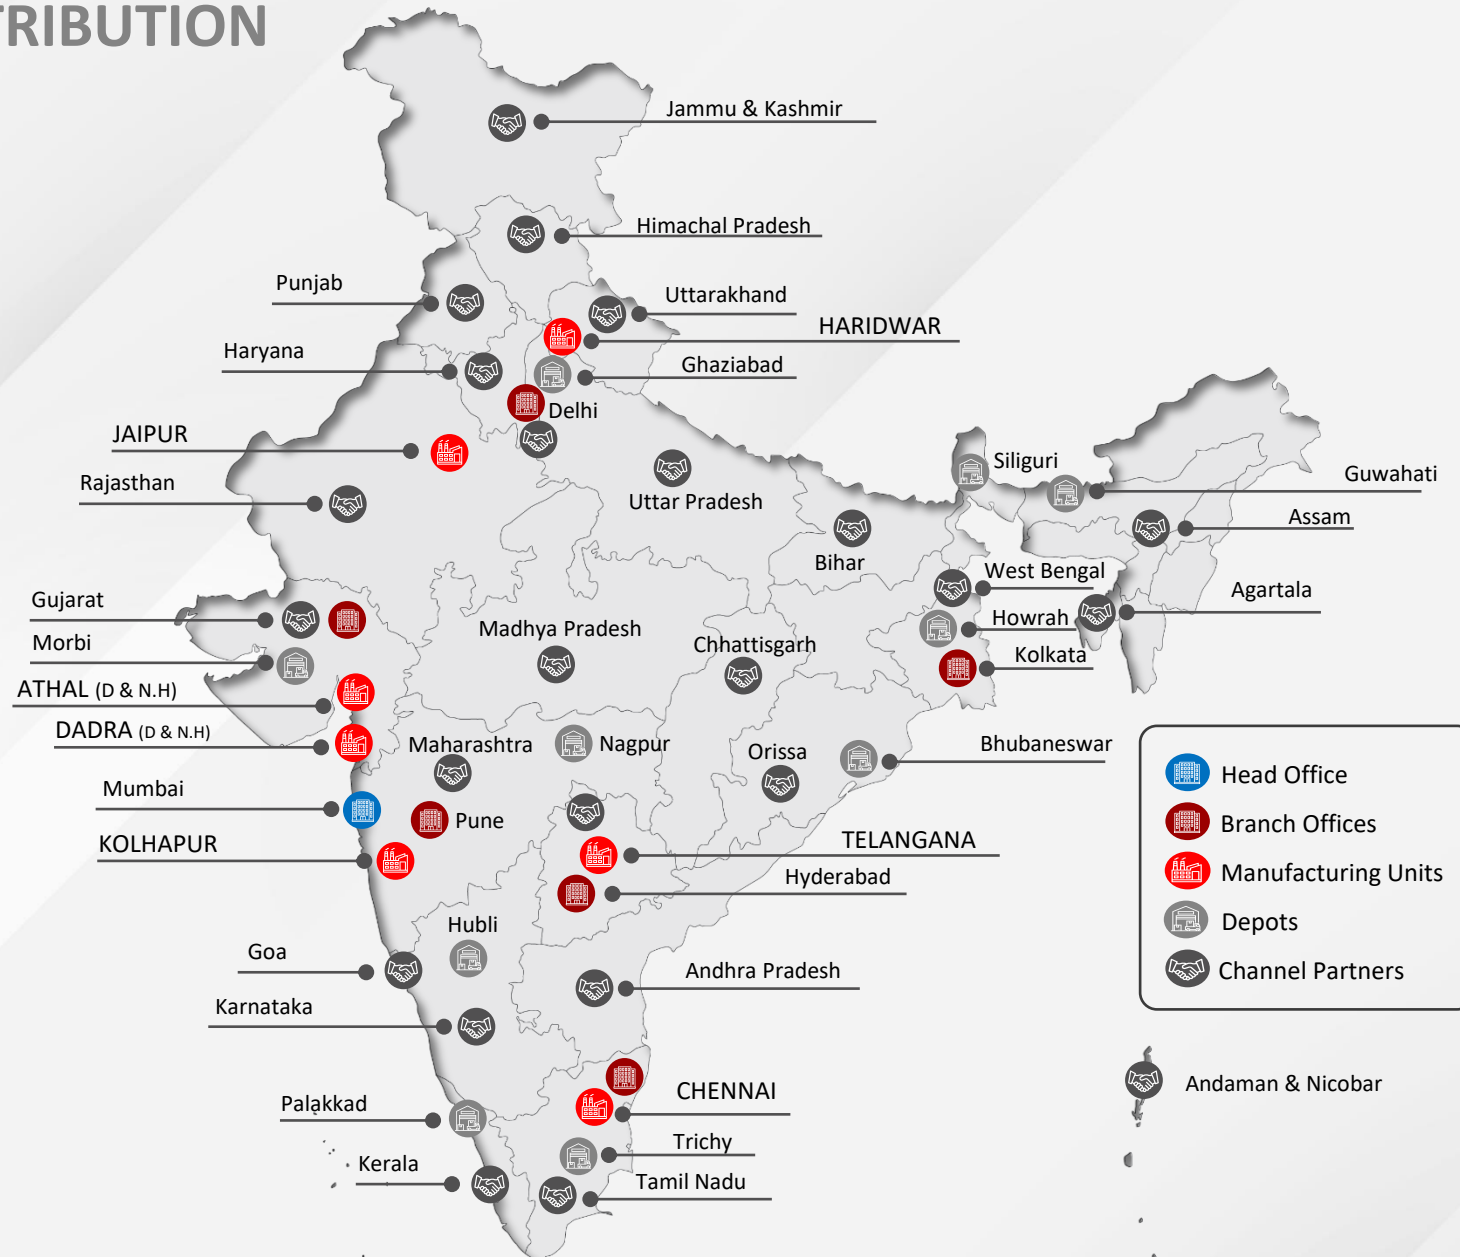 TRIBUTION
Jammu & Kashmir
Himachal Pradesh
Punjab
Uttarakhand
HARIDWAR
Haryana
Ghaziabad
Delhi
JAIPUR
Siliguri
Guwahati
Rajasthan
Uttar Pradesh
Assam
Bihar
West Bengal
Agartala
Gujarat
Howrah
Madhya Pradesh
Morbi
Chhattisgarh
Kolkata
ATHAL (D & N.H)
DADRA (D & N.H)
Maharashtra
Nagpur
Orissa
Bhubaneswar
Mumbai
Pune
KOLHAPUR
TELANGANA
Hyderabad
Hubli
Goa
Andhra Pradesh
Karnataka
CHENNAI
Palakkad
Trichy
Kerala
Tamil Nadu
Head Office
Branch Offices
Manufacturing Units
Depots
Channel Partners
Andaman & Nicobar